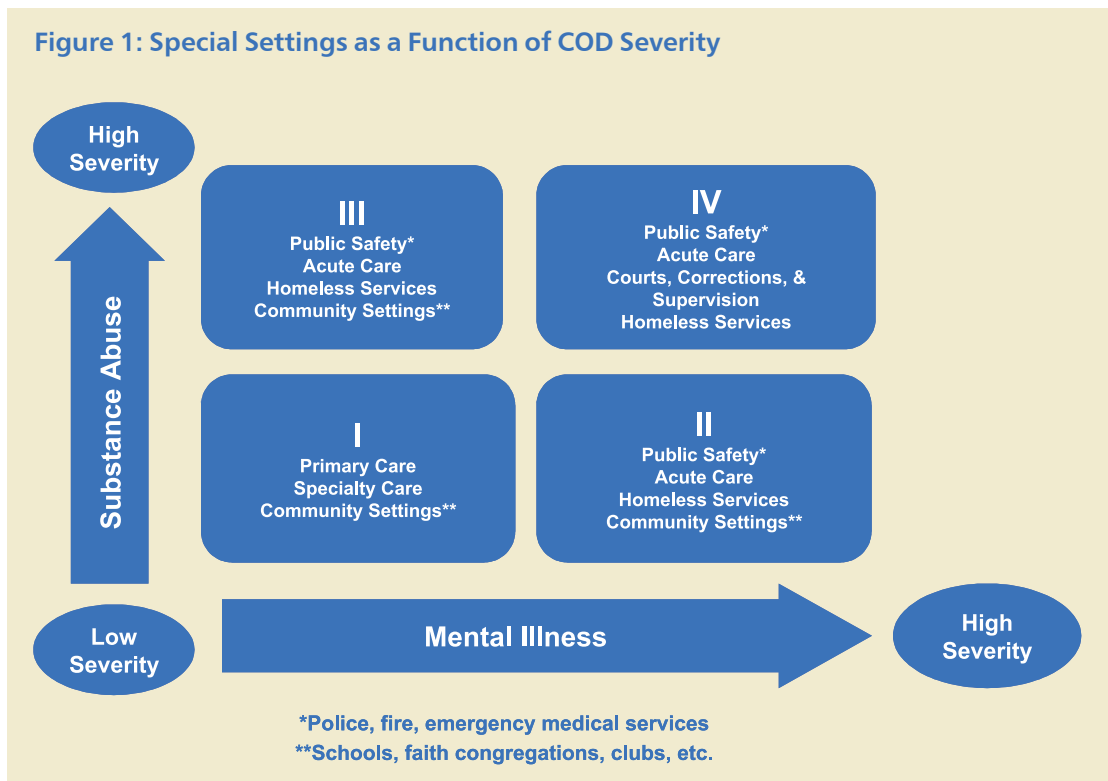 Figure 1: Special Settings as a Function of COD Severity
High
Severity
III
Public Safety*
Acute Care
Homeless Services
Community Settings**
IV
Public Safety*
Acute Care
Courts, Corrections, &
Supervision
Homeless Services
Substance Abuse
I
Primary Care
Specialty Care
Community Settings**
II
Public Safety*
Acute Care
Homeless Services
Community Settings**
Low
Severity
Mental Illness
High
Severity
*Police, fire, emergency medical services
**Schools, faith congregations, clubs, etc.